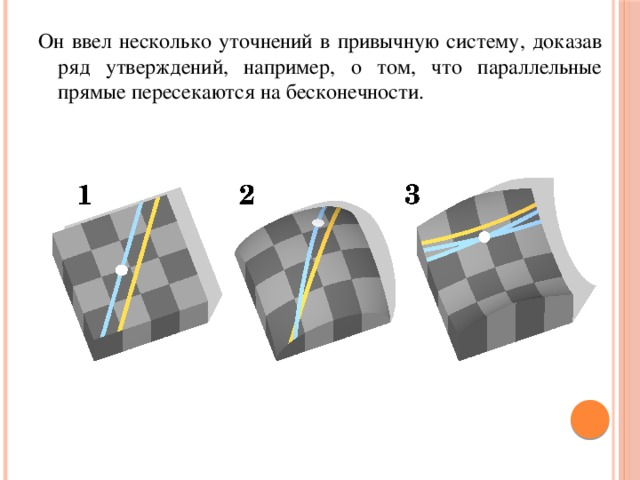 Он ввел несколько уточнений в привычную систему, доказав
ряд утверждений, например, о том, что параллельные
прямые пересекаются на бесконечности.
1 2 3